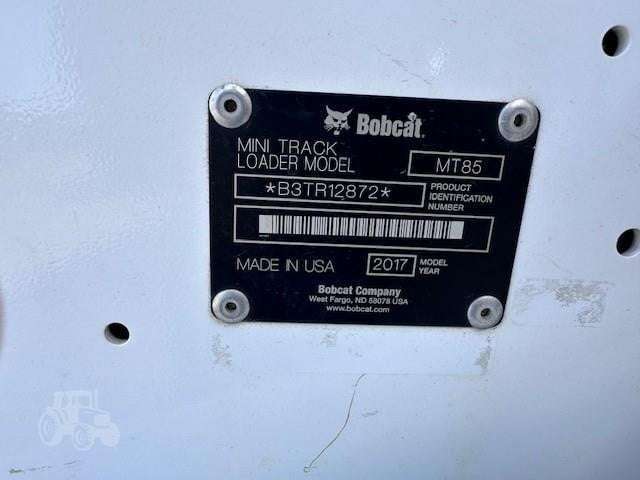 Bobcat
MINI TRACK
LOADER MODEL MT85
*B3TR12872* PRODUCT IDENTIFICATION NUMBER
MADE IN USA 2017 MODEL YEAR
Bobcat Company
West Fargo, ND 58078 USA
www.bobcat.com